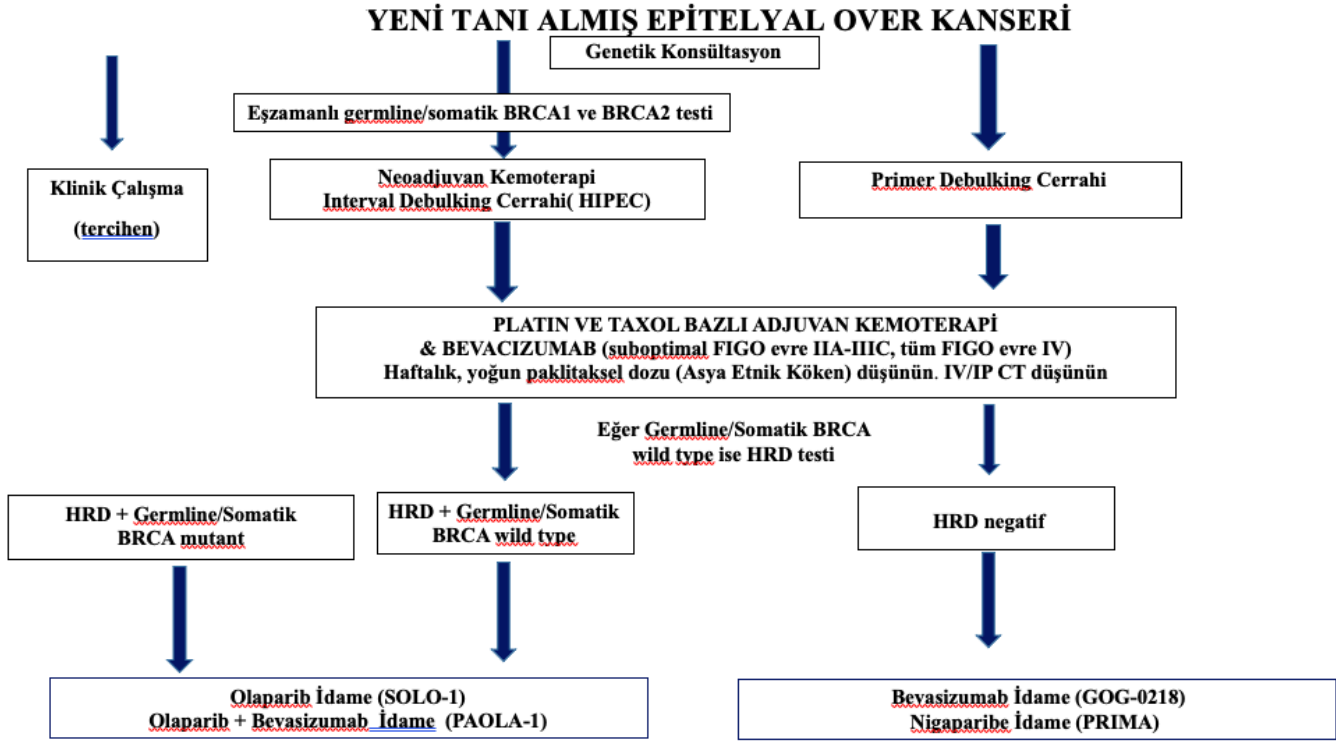 YENİ TANI ALMIŞ EPİTELYAL OVER KANSERİ
Genetik Konsültasyon
Eşzamanlı germline/somatik BRCA1 ve BRCA2 testi
Klinik Çalışma
(tercihen)
Neoadjuvan Kemoterapi
Interval Debulking Cerrahi( HIPEC)
Primer Debulking Cerrahi
PLATIN VE TAXOL BAZLI ADJUVAN KEMOTERAPİ
& BEVACIZUMAB (suboptimal FIGO evre IIA-IIIC, tüm FIGO evre IV)
Haftalık, yoğun paklitaksel dozu (Asya Etnik Köken) düşünün. IV/IP CT düşünün
Eğer Germline/Somatik BRCA
wild type ise HRD testi
HRD + Germline/Somatik
BRCA mutant
HRD + Germline/Somatik
BRCA wild type
HRD negatif
Olaparib İdame (SOLO-1)
Olaparib + Bevasizumab İdame (PAOLA-1)
Bevasizumab İdame (GOG-0218)
Nigaparibe İdame (PRIMA)